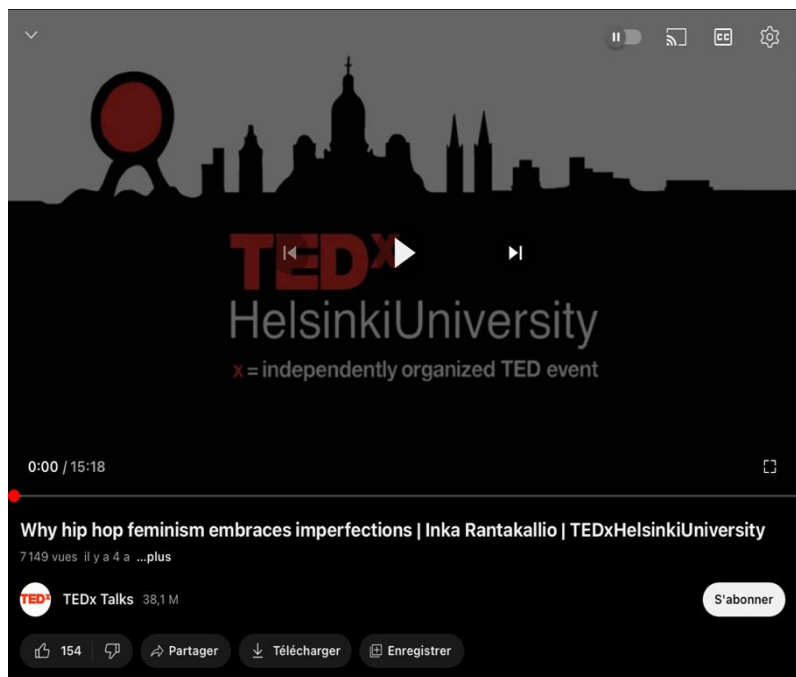 CC
TEDx
HelsinkiUniversity
x = independently organized TED event
0:00 / 15:18
Why hip hop feminism embraces imperfections | Inka Rantakallio | TEDxHelsinkiUniversity
7 149 vues il y a 4 a ...plus
TEDx TEDx Talks 38,1 M S'abonner
154 Partager Télécharger Enregistrer